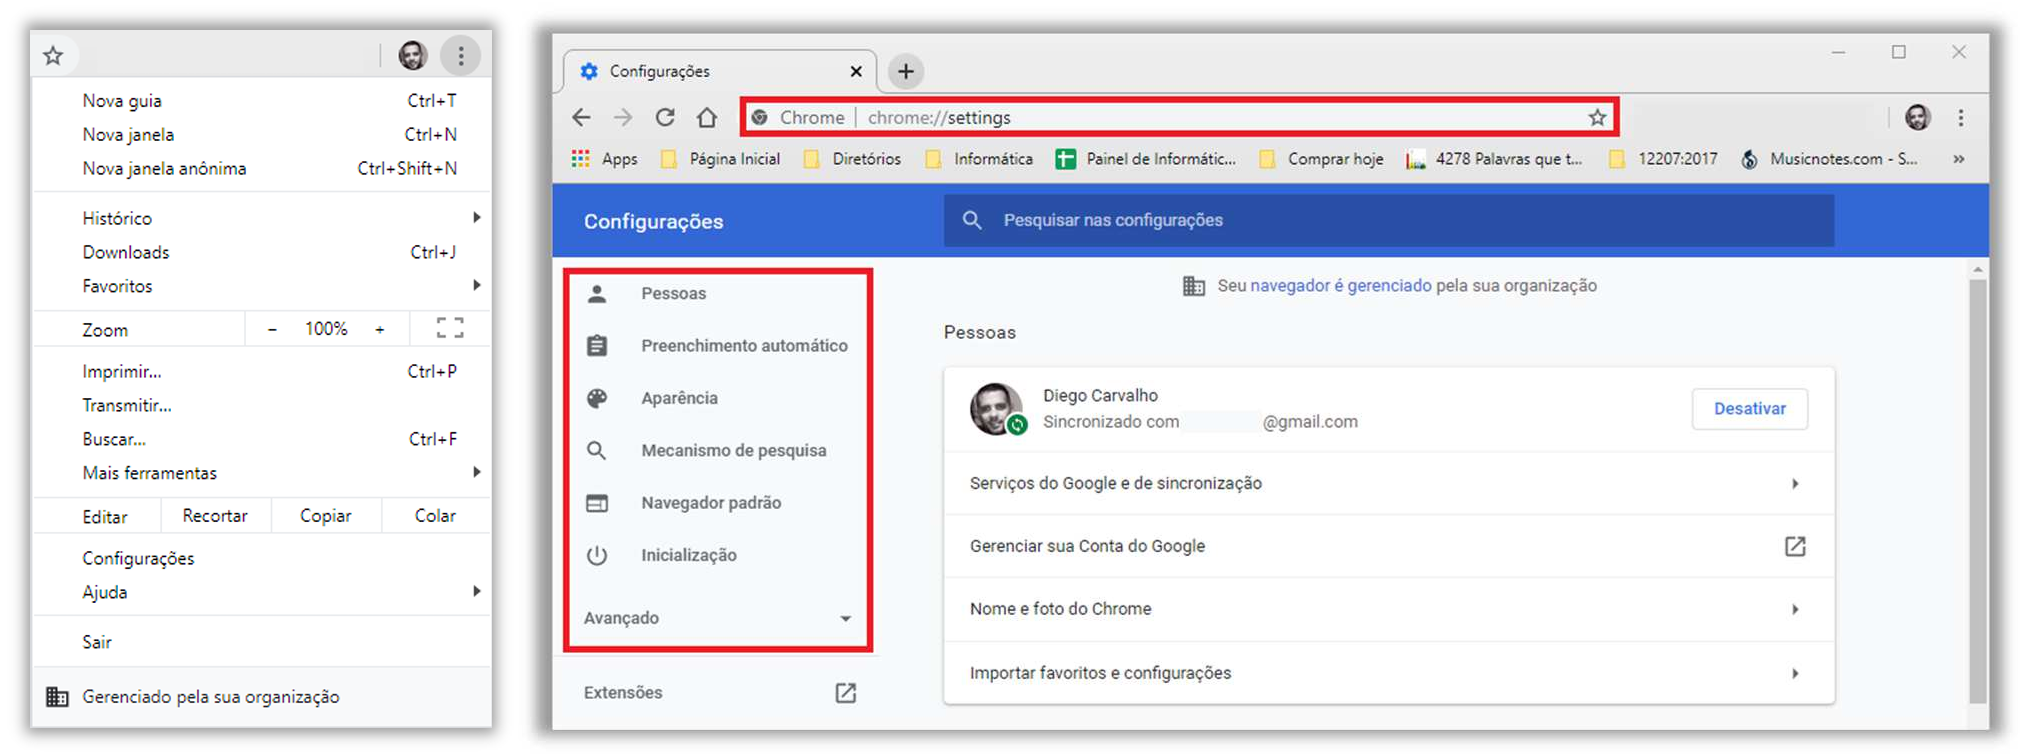 Nova guia Ctrl+T
Nova janela Ctrl+N
Nova janela anônima Ctrl+Shift+N
Histórico
Downloads Ctrl+J
Favoritos
Zoom - 100% +
Imprimir... Ctrl+P
Transmitir...
Buscar... Ctrl+F
Mais ferramentas
Editar Recortar Copiar Colar
Configurações
Ajuda
Sair
Gerenciado pela sua organização
Configurações
Chrome | chrome://settings
Apps Página Inicial Diretórios Informática Painel de Informátic... Comprar hoje 4278 Palavras que t... 12207:2017 Musicnotes.com - S... »
Configurações Pesquisar nas configurações
Pessoas
Preenchimento automático
Aparência
Mecanismo de pesquisa
Navegador padrão
Inicialização
Avançado
Extensões
Seu navegador é gerenciado pela sua organização
Pessoas
Diego Carvalho
Sincronizado com @gmail.com
Desativar
Serviços do Google e de sincronização
Gerenciar sua Conta do Google
Nome e foto do Chrome
Importar favoritos e configurações